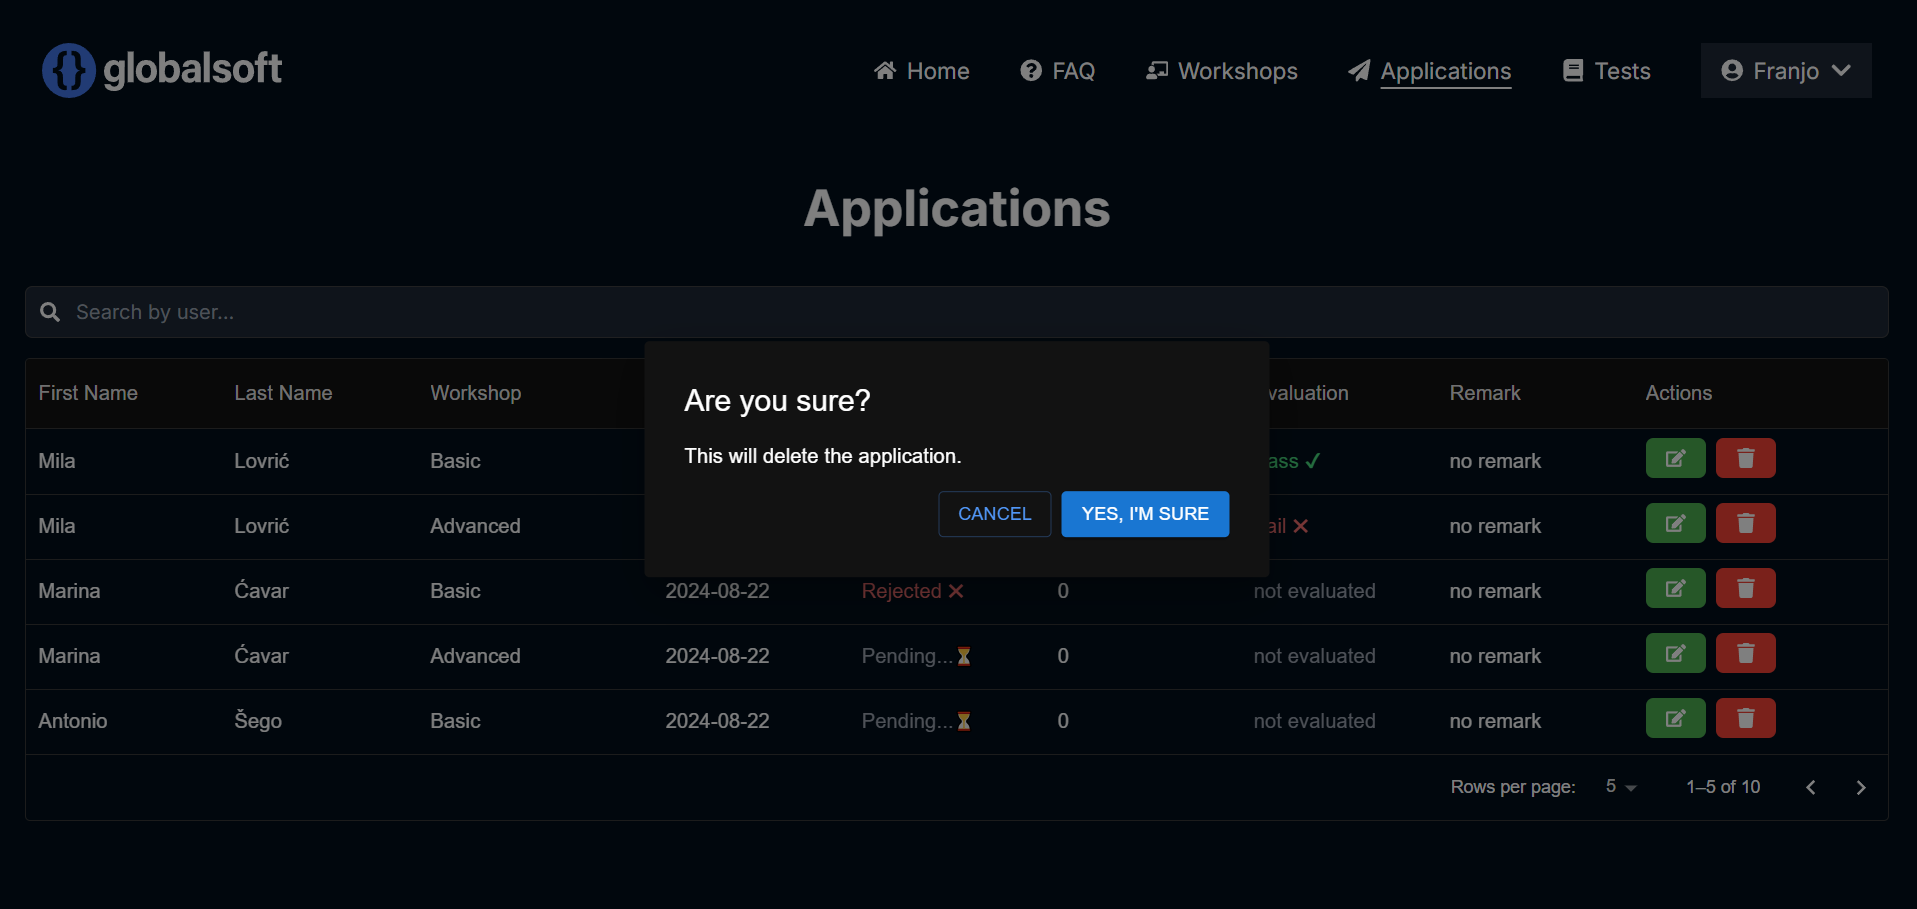 {} globalsoft
Home FAQ Workshops Applications Tests Franjo
Applications
Search by user...
First Name Last Name Workshop valuation Remark Actions
Are you sure?
This will delete the application.
CANCEL YES, I'M SURE
Mila Lovrić Basic ass ✓ no remark
Mila Lovrić Advanced ail ✕ no remark
Marina Ćavar Basic 2024-08-22 Rejected ✕ 0 not evaluated no remark
Marina Ćavar Advanced 2024-08-22 Pending...⏳ 0 not evaluated no remark
Antonio Šego Basic 2024-08-22 Pending...⏳ 0 not evaluated no remark
Rows per page: 5 1–5 of 10